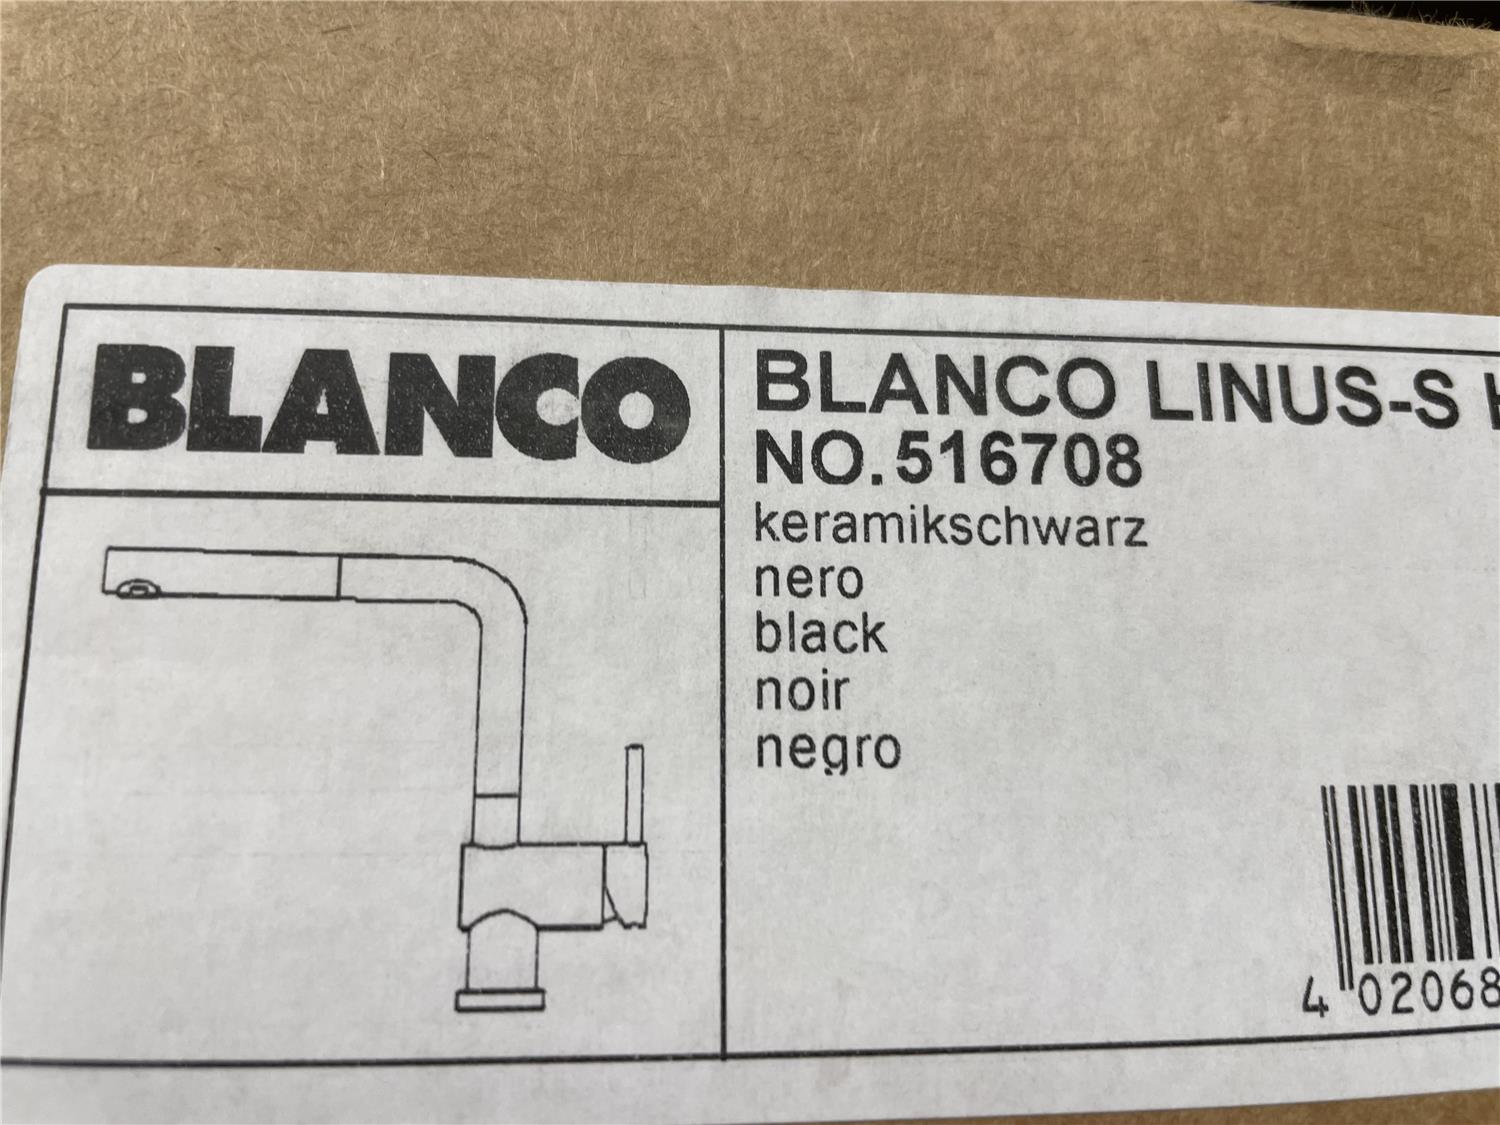 BLANCO
BLANCO LINUS-S
NO. 516708
keramikschwarz
nero
black
noir
negro
4 02068